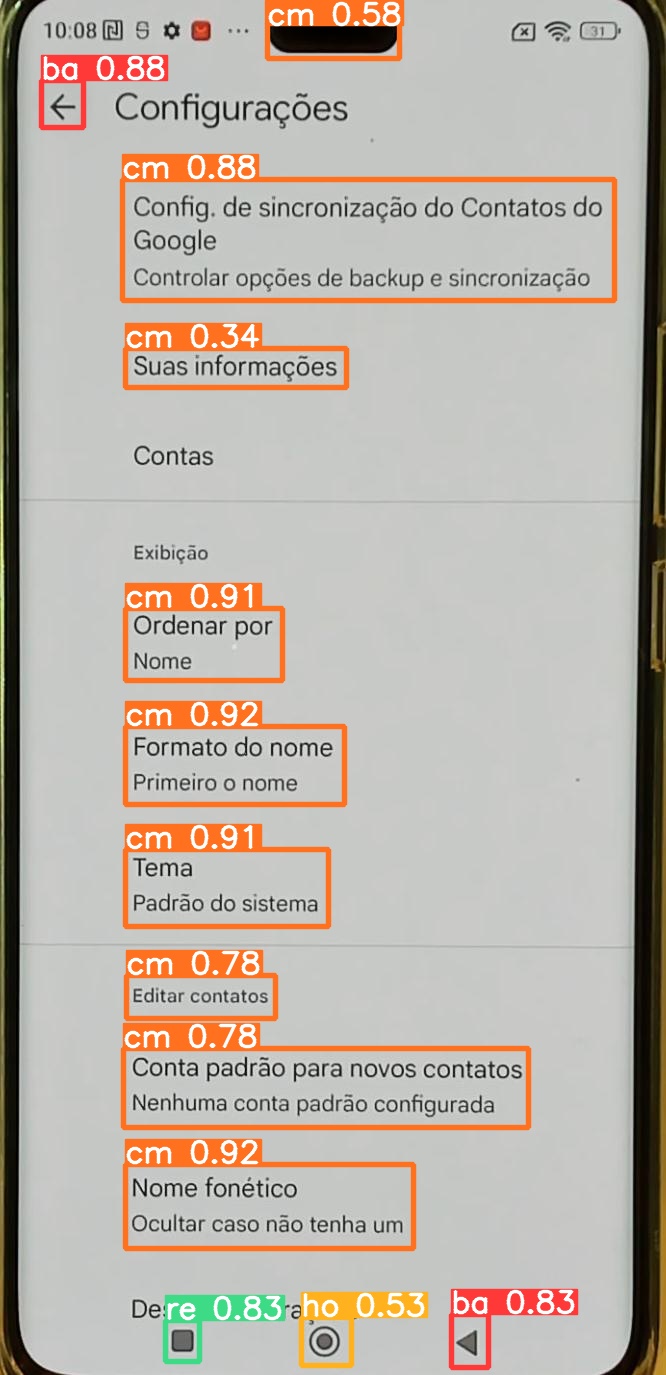 cm 0.58
10:08
31
ba 0.88
Configurações
cm 0.88
Config. de sincronização do Contatos do
Google
Controlar opções de backup e sincronização
cm 0.34
Suas informações
Contas
Exibição
cm 0.91
Ordenar por
Nome
cm 0.92
Formato do nome
Primeiro o nome
cm 0.91
Tema
Padrão do sistema
cm 0.78
Editar contatos
cm 0.78
Conta padrão para novos contatos
Nenhuma conta padrão configurada
cm 0.92
Nome fonético
Ocultar caso não tenha um
re 0.83
ho 0.53
ba 0.83